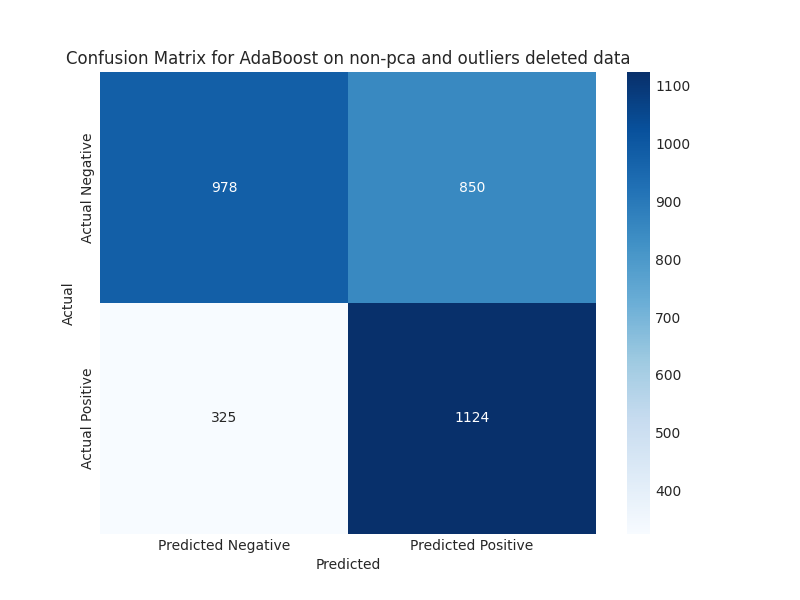 Confusion Matrix for AdaBoost on non-pca and outliers deleted data
Actual
Actual Negative
Actual Positive
978
850
325
1124
Predicted Negative
Predicted Positive
Predicted
1100
1000
900
800
700
600
500
400